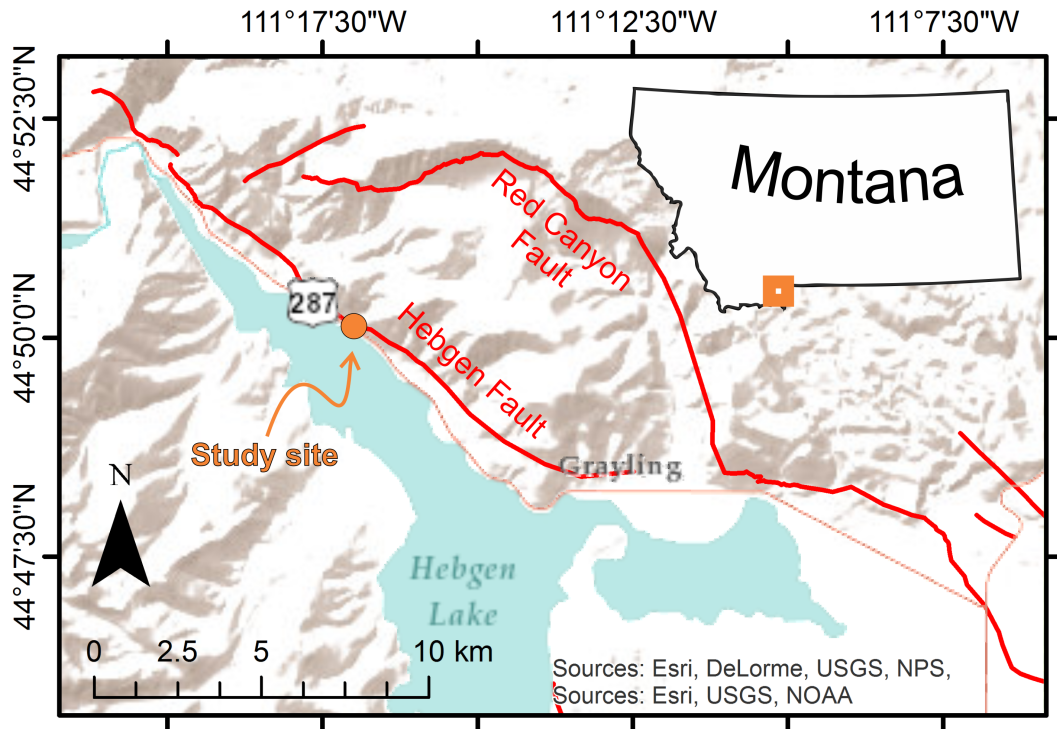 111°17'30"W 111°12'30"W 111°7'30"W
44°52'30"N
44°50'0"N
44°47'30"N
Montana
Red Canyon
Fault
287
Hebgen Fault
Study site
Grayling
N
Hebgen
Lake
0 2.5 5 10 km
Sources: Esri, DeLorme, USGS, NPS,
Sources: Esri, USGS, NOAA